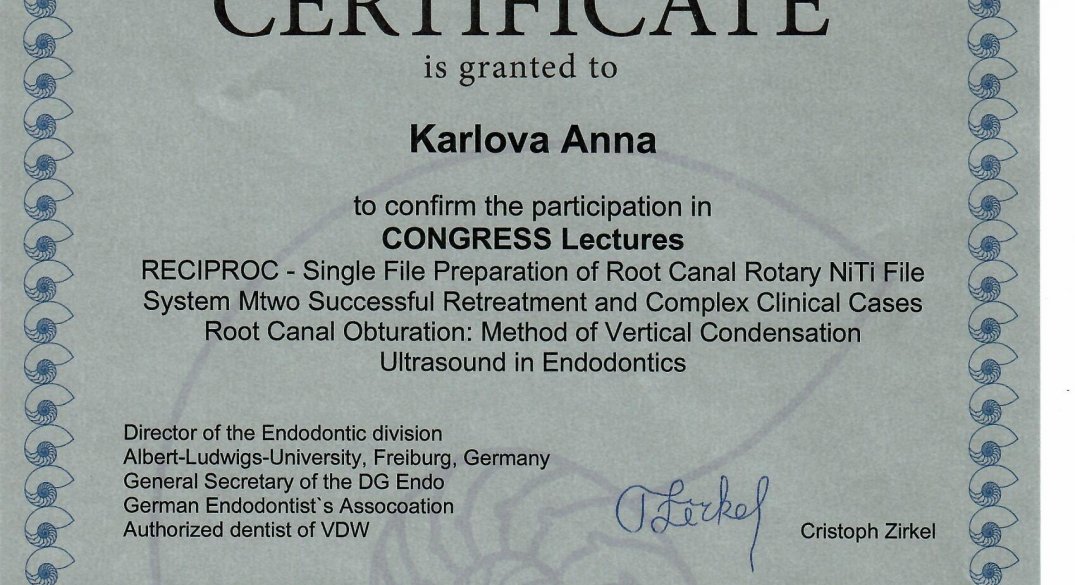 CERTIFICATE
is granted to
Karlova Anna
to confirm the participation in
CONGRESS Lectures
RECIPROC - Single File Preparation of Root Canal Rotary NiTi File
System Mtwo Successful Retreatment and Complex Clinical Cases
Root Canal Obturation: Method of Vertical Condensation
Ultrasound in Endodontics
Director of the Endodontic division
Albert-Ludwigs-University, Freiburg, Germany
General Secretary of the DG Endo
German Endodontist`s Assocoation
Authorized dentist of VDW
Zirkel
Cristoph Zirkel